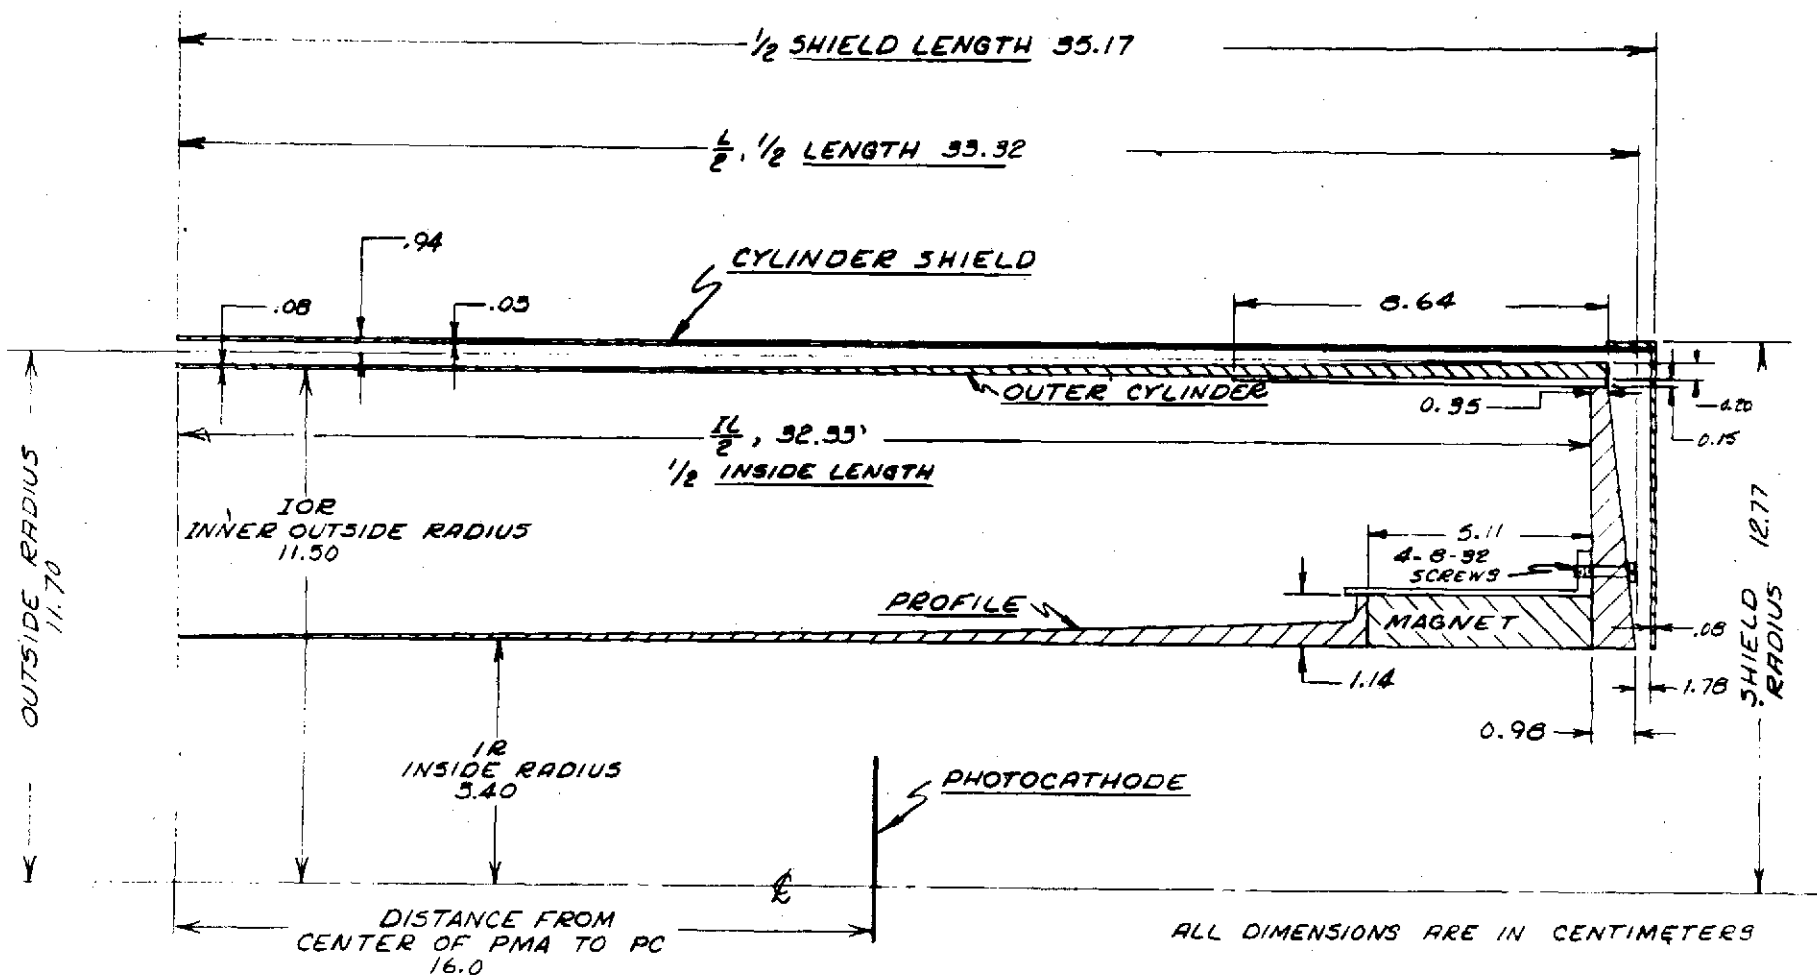 1/2 SHIELD LENGTH 35.17
L/2, 1/2 LENGTH 33.32
.94
CYLINDER SHIELD
.08
.05
8.64
OUTER CYLINDER
0.35
0.20
0.15
IL/2, 32.33
1/2 INSIDE LENGTH
OUTSIDE RADIUS
11.70
IOR
INNER OUTSIDE RADIUS
11.50
5.11
4-8-32
SCREWS
SHIELD
RADIUS 12.77
PROFILE
MAGNET
.08
1.14
1.78
0.98
IR
INSIDE RADIUS
5.40
PHOTOCATHODE
℄
DISTANCE FROM
CENTER OF PMA TO PC
16.0
ALL DIMENSIONS ARE IN CENTIMETERS